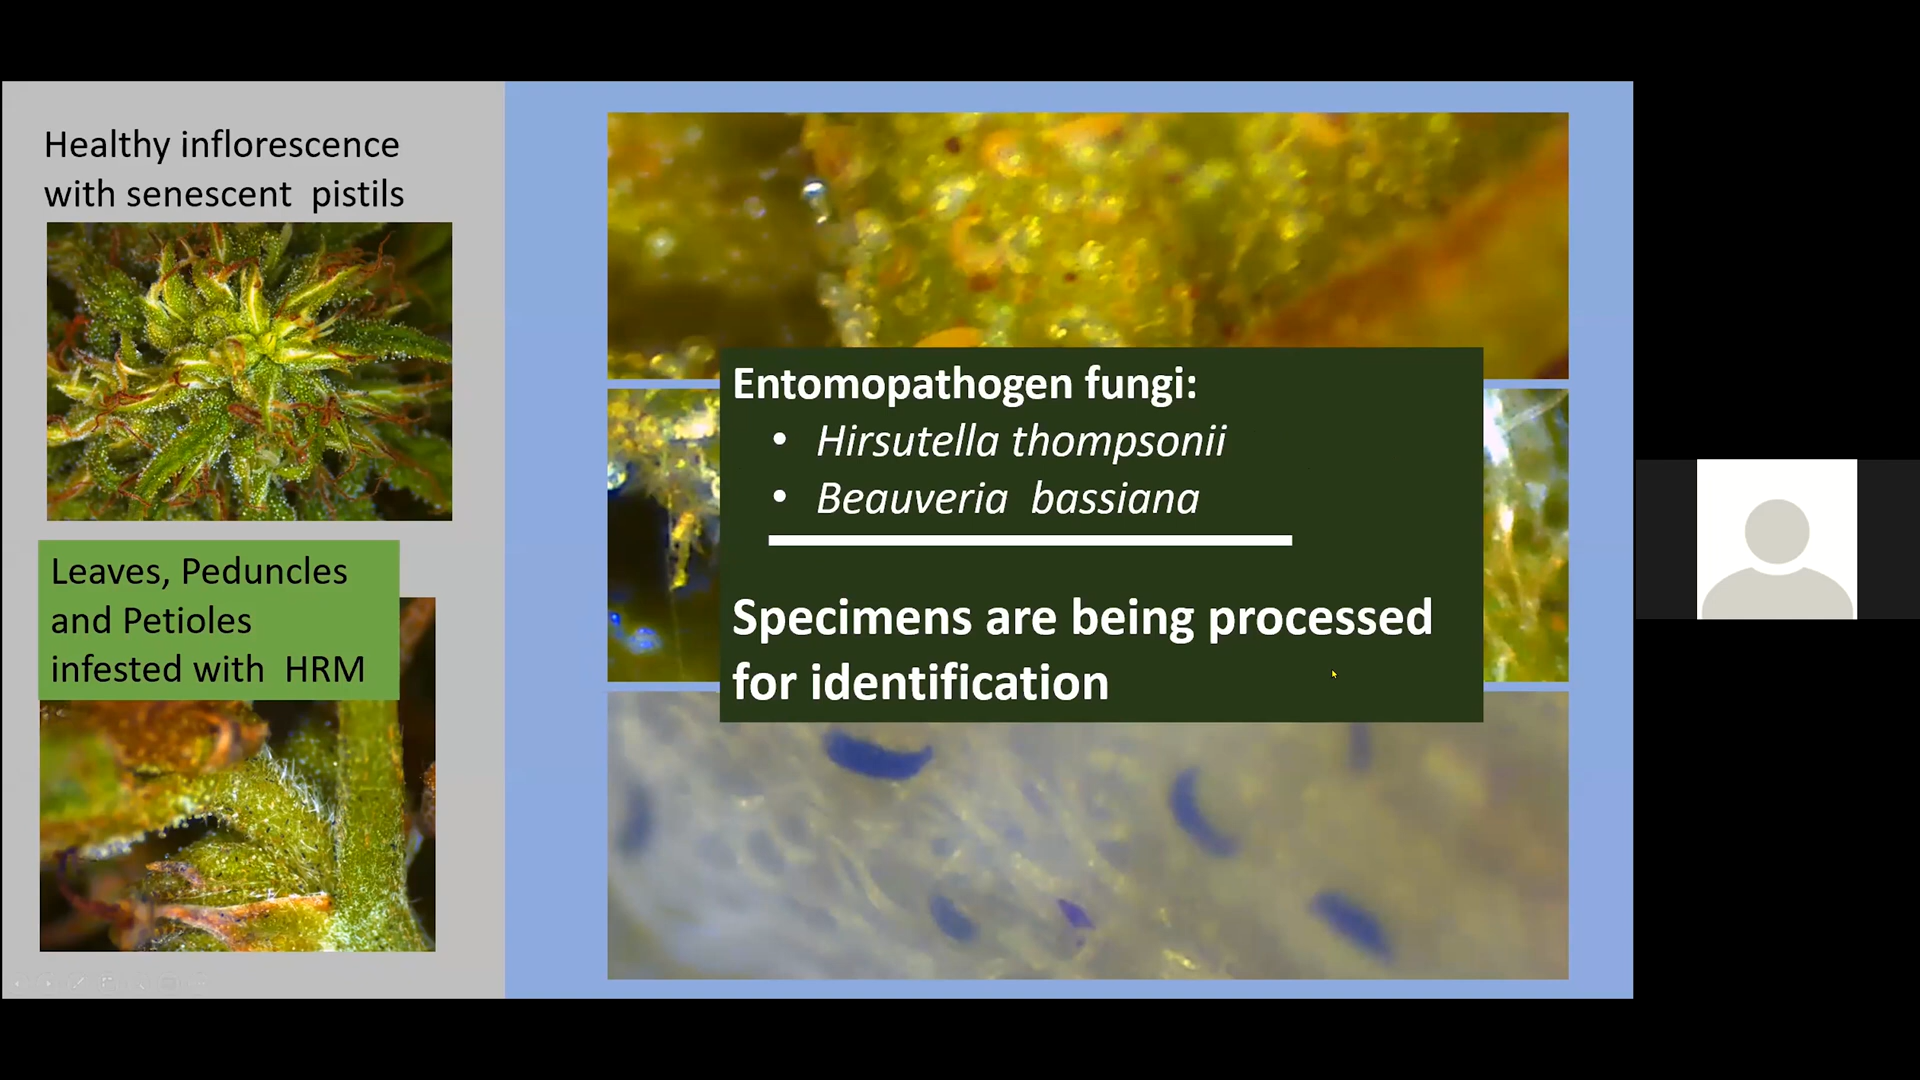 Healthy inflorescence
with senescent pistils
Leaves, Peduncles
and Petioles
infested with HRM
Entomopathogen fungi:
• Hirsutella thompsonii
• Beauveria bassiana
Specimens are being processed
for identification